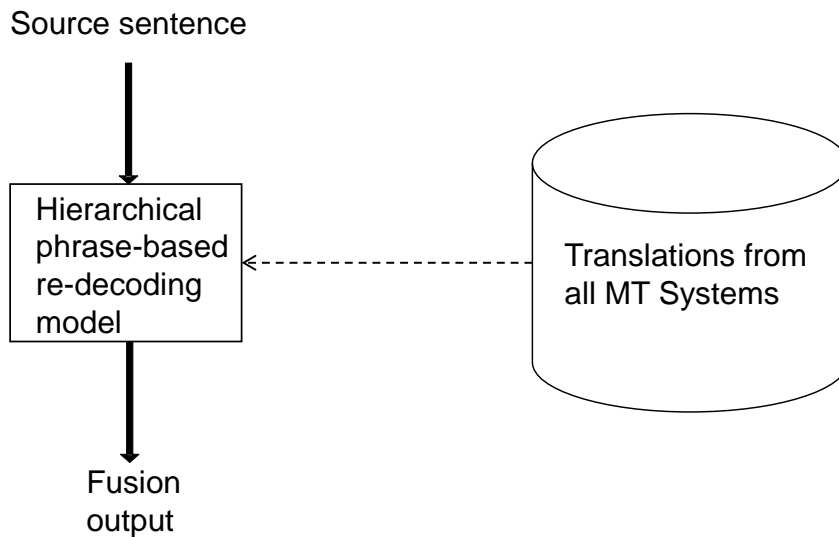 Source sentence
Hierarchical
phrase-based
re-decoding
model
Translations from
all MT Systems
Fusion
output